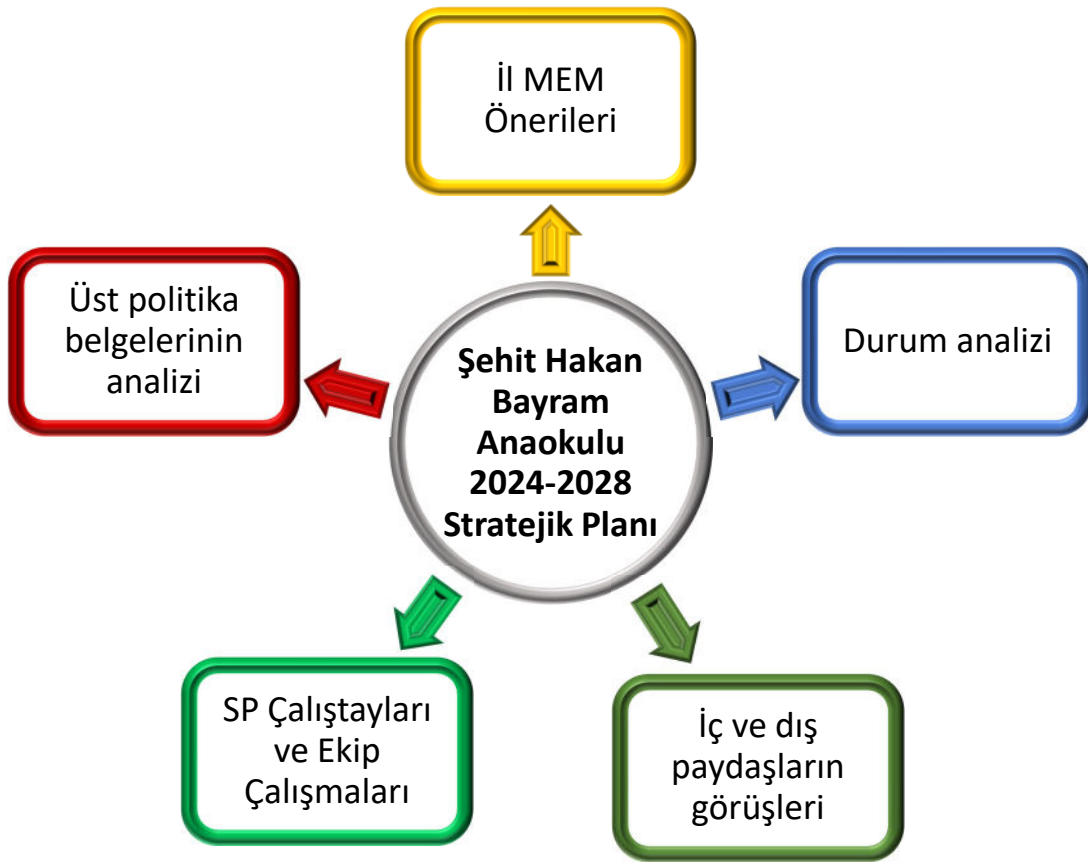 İl MEM
Önerileri
Üst politika
belgelerinin
analizi
Durum analizi
Şehit Hakan
Bayram
Anaokulu
2024-2028
Stratejik Planı
SP Çalıştayları
ve Ekip
Çalışmaları
İç ve dış
paydaşların
görüşleri